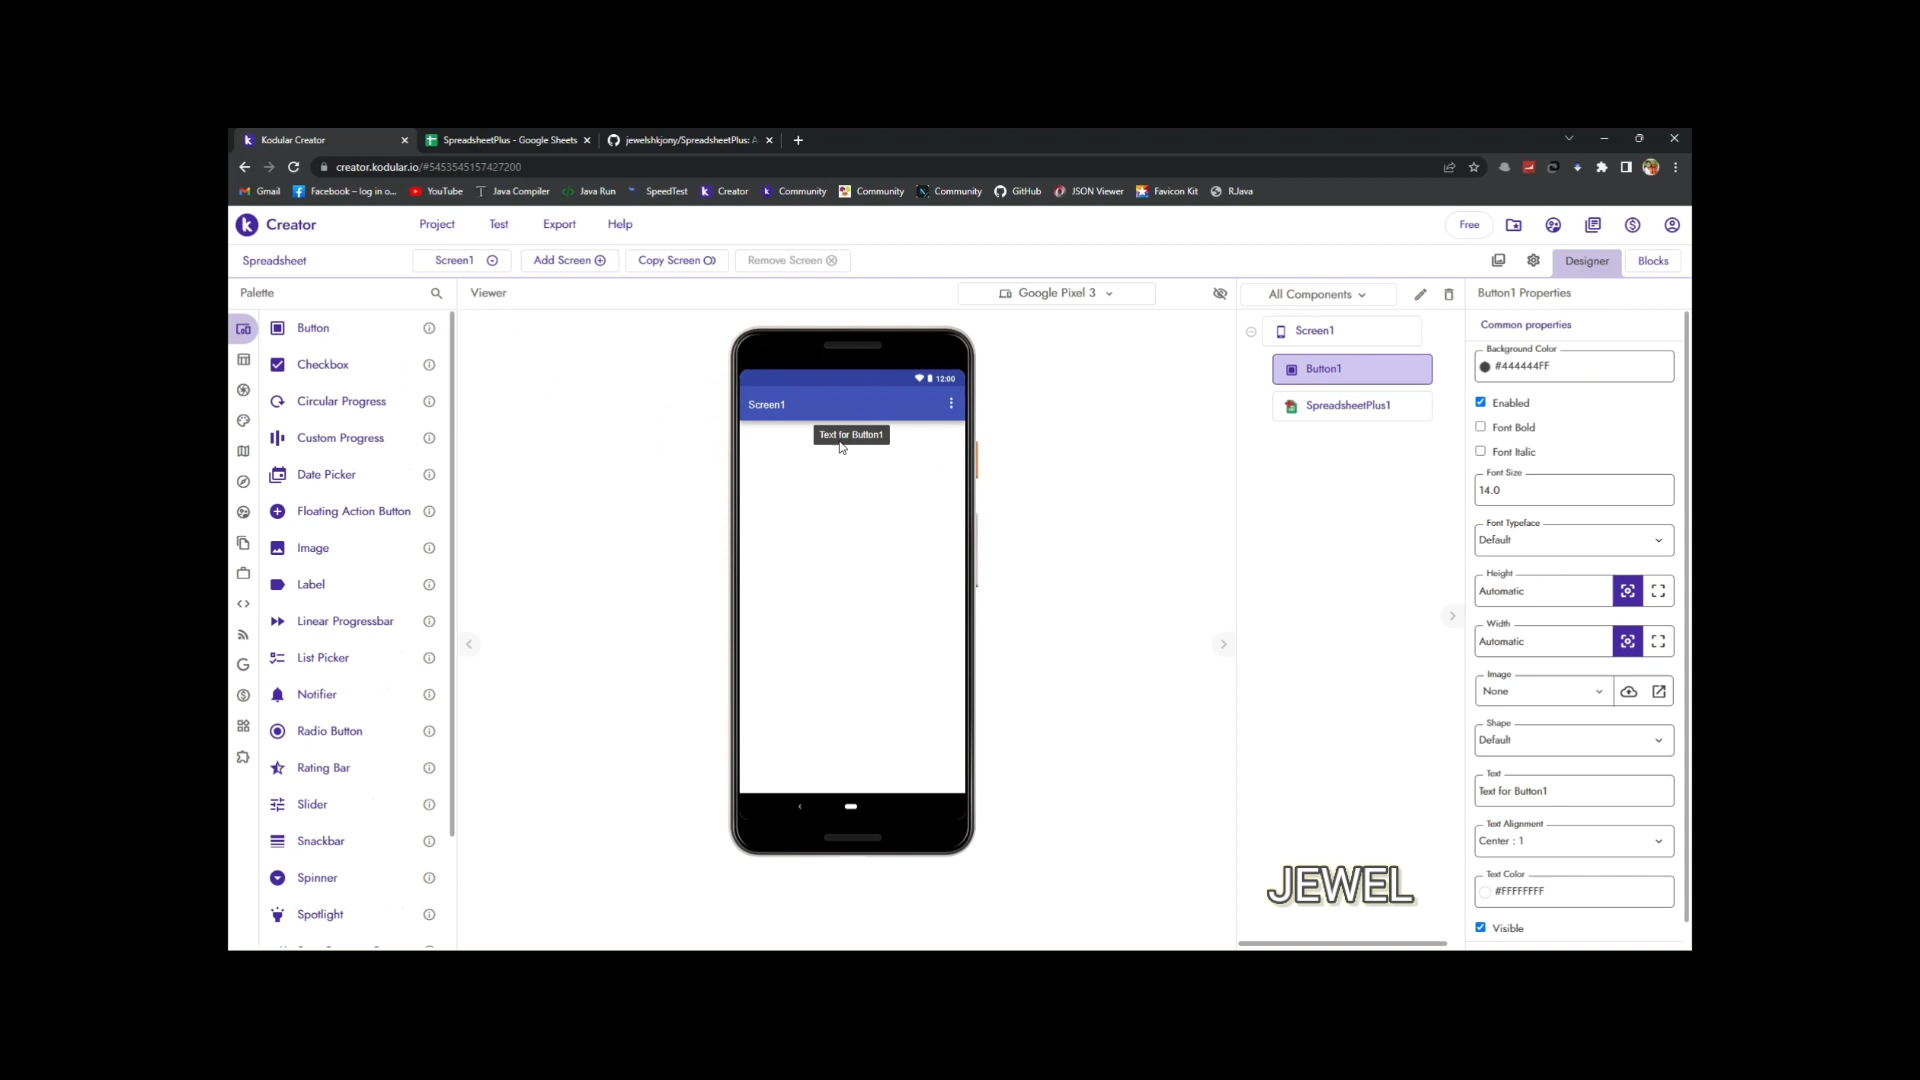 Kodular Creator
SpreadsheetPlus - Google Sheets
jewelshkjony/SpreadsheetPlus: A
creator.kodular.io/#5453545157427200
Gmail
Facebook – log in o...
YouTube
Java Compiler
Java Run
SpeedTest
Creator
Community
Community
Community
GitHub
JSON Viewer
Favicon Kit
RJava
Creator
Project
Test
Export
Help
Free
Spreadsheet
Screen1
Add Screen
Copy Screen
Remove Screen
Designer
Blocks
Palette
Viewer
Google Pixel 3
All Components
Button1 Properties
Button
Checkbox
Circular Progress
Custom Progress
Date Picker
Floating Action Button
Image
Label
Linear Progressbar
List Picker
Notifier
Radio Button
Rating Bar
Slider
Snackbar
Spinner
Spotlight
12:00
Screen1
Text for Button1
Screen1
Button1
SpreadsheetPlus1
JEWEL
Common properties
Background Color
#444444FF
Enabled
Font Bold
Font Italic
Font Size
14.0
Font Typeface
Default
Height
Automatic
Width
Automatic
Image
None
Shape
Default
Text
Text for Button1
Text Alignment
Center : 1
Text Color
#FFFFFFFF
Visible